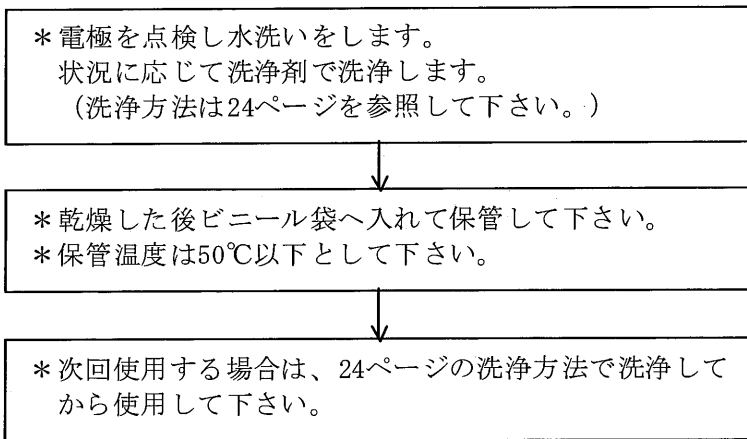 ＊電極を点検し水洗いをします。
状況に応じて洗浄剤で洗浄します。
（洗浄方法は24ページを参照して下さい。）
＊乾燥した後ビニール袋へ入れて保管して下さい。
＊保管温度は50℃以下として下さい。
＊次回使用する場合は、24ページの洗浄方法で洗浄して
から使用して下さい。